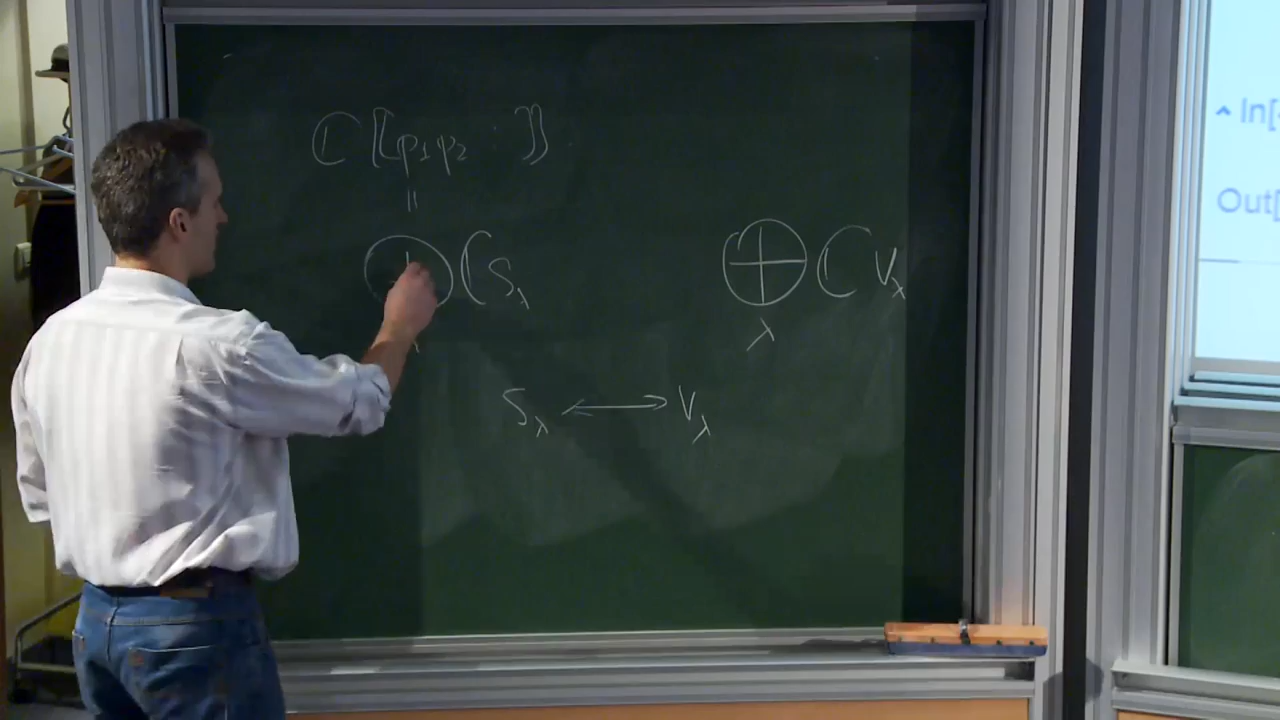 ℂ[[p₁ p₂ ⋯ ]]
=
⊕ ℂ s_λ
⊕ ℂ v_λ
λ
s_λ ⟷ v_λ
In[
Out[